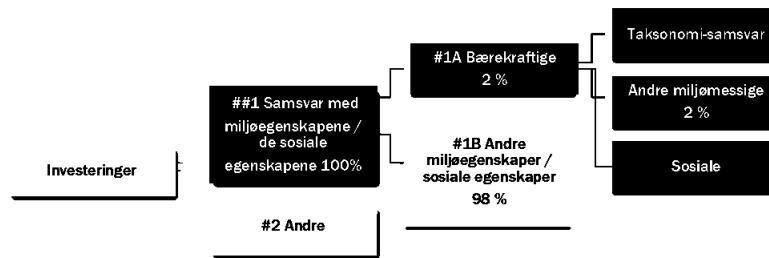 Investeringer
##1 Samsvar med
miljøegenskapene /
de sosiale
egenskapene 100%
#2 Andre
#1A Bærekraftige
2 %
#1B Andre
miljøegenskaper /
sosiale egenskaper
98 %
Taksonomi-samsvar
Andre miljømessige
2 %
Sosiale